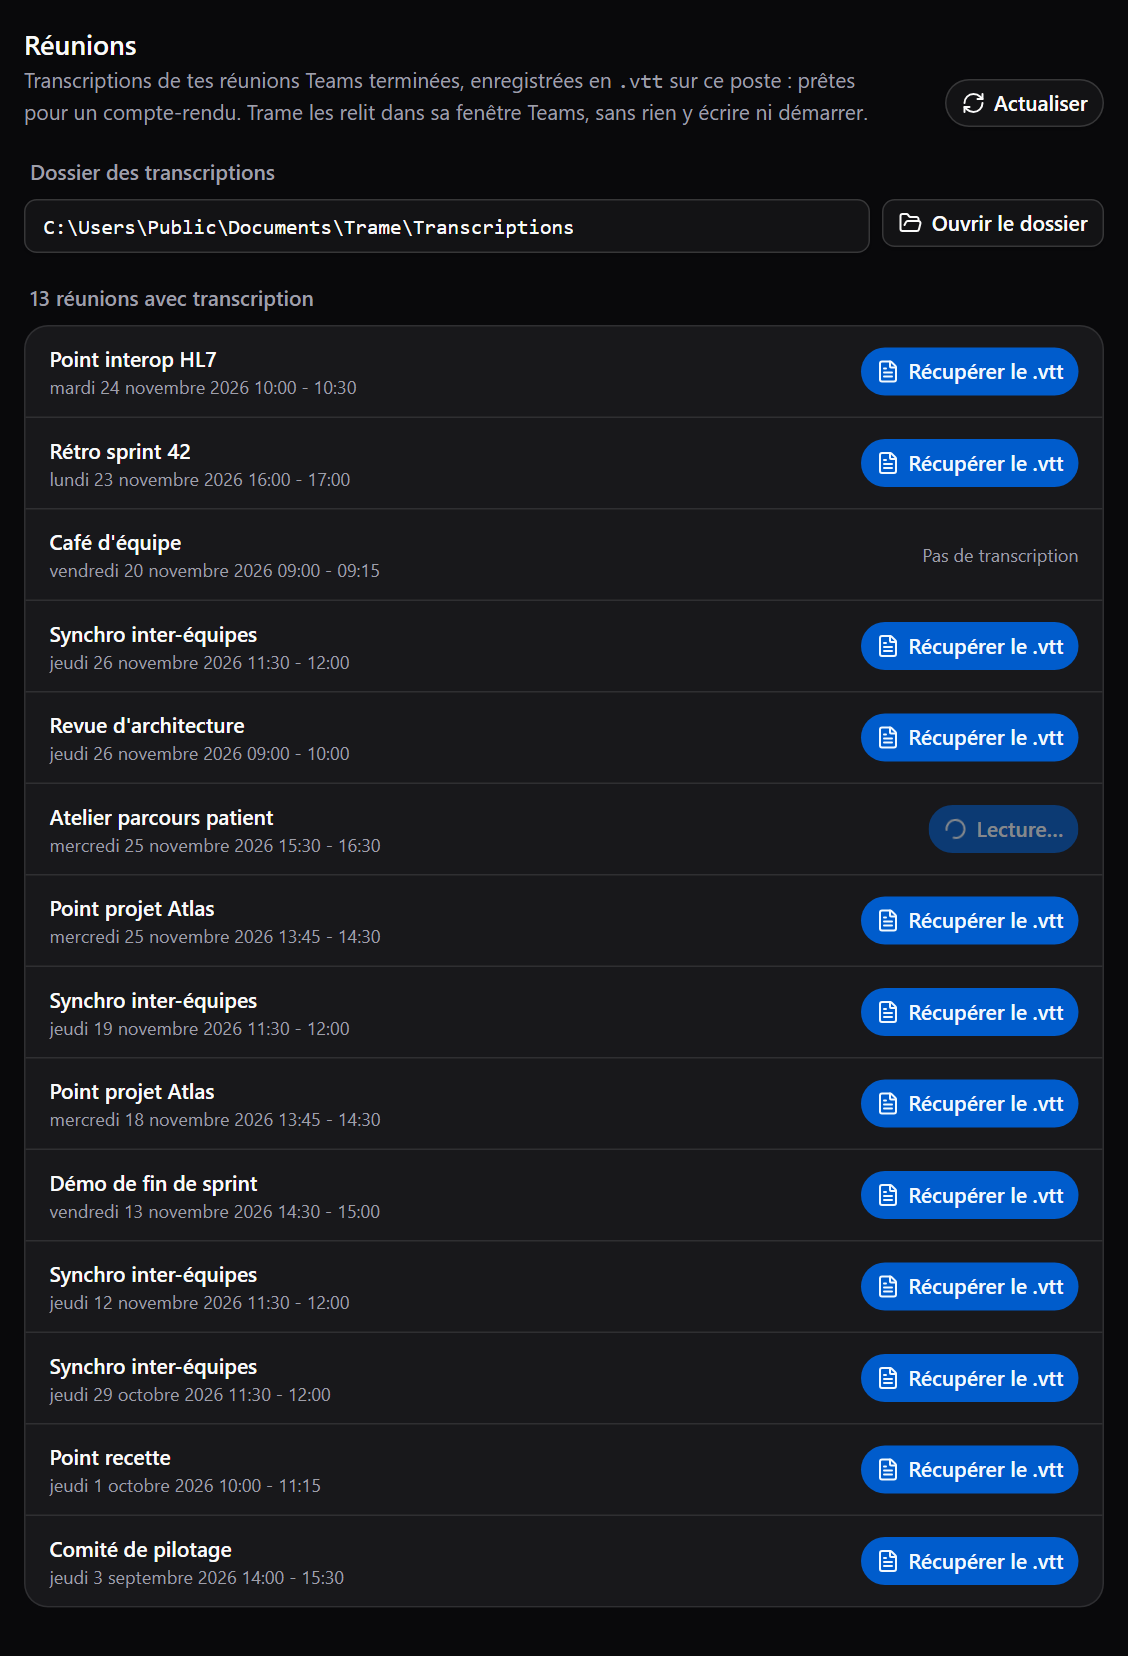 Réunions
Transcriptions de tes réunions Teams terminées, enregistrées en .vtt sur ce poste : prêtes
pour un compte-rendu. Trame les relit dans sa fenêtre Teams, sans rien y écrire ni démarrer.
Actualiser
Dossier des transcriptions
C:\Users\Public\Documents\Trame\Transcriptions
Ouvrir le dossier
13 réunions avec transcription
Point interop HL7
mardi 24 novembre 2026 10:00 - 10:30
Récupérer le .vtt
Rétro sprint 42
lundi 23 novembre 2026 16:00 - 17:00
Récupérer le .vtt
Café d'équipe
vendredi 20 novembre 2026 09:00 - 09:15
Pas de transcription
Synchro inter-équipes
jeudi 26 novembre 2026 11:30 - 12:00
Récupérer le .vtt
Revue d'architecture
jeudi 26 novembre 2026 09:00 - 10:00
Récupérer le .vtt
Atelier parcours patient
mercredi 25 novembre 2026 15:30 - 16:30
Lecture...
Point projet Atlas
mercredi 25 novembre 2026 13:45 - 14:30
Récupérer le .vtt
Synchro inter-équipes
jeudi 19 novembre 2026 11:30 - 12:00
Récupérer le .vtt
Point projet Atlas
mercredi 18 novembre 2026 13:45 - 14:30
Récupérer le .vtt
Démo de fin de sprint
vendredi 13 novembre 2026 14:30 - 15:00
Récupérer le .vtt
Synchro inter-équipes
jeudi 12 novembre 2026 11:30 - 12:00
Récupérer le .vtt
Synchro inter-équipes
jeudi 29 octobre 2026 11:30 - 12:00
Récupérer le .vtt
Point recette
jeudi 1 octobre 2026 10:00 - 11:15
Récupérer le .vtt
Comité de pilotage
jeudi 3 septembre 2026 14:00 - 15:30
Récupérer le .vtt